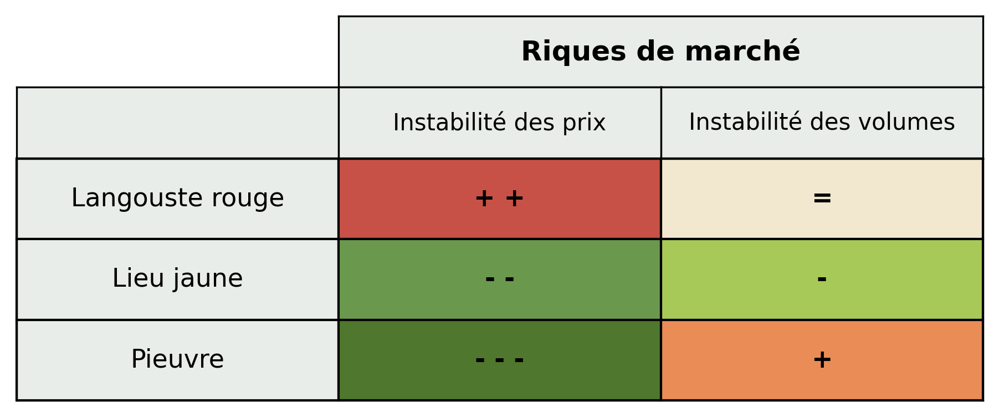 Riques de marché
Instabilité des prix Instabilité des volumes
Langouste rouge + + =
Lieu jaune - - -
Pieuvre - - - +